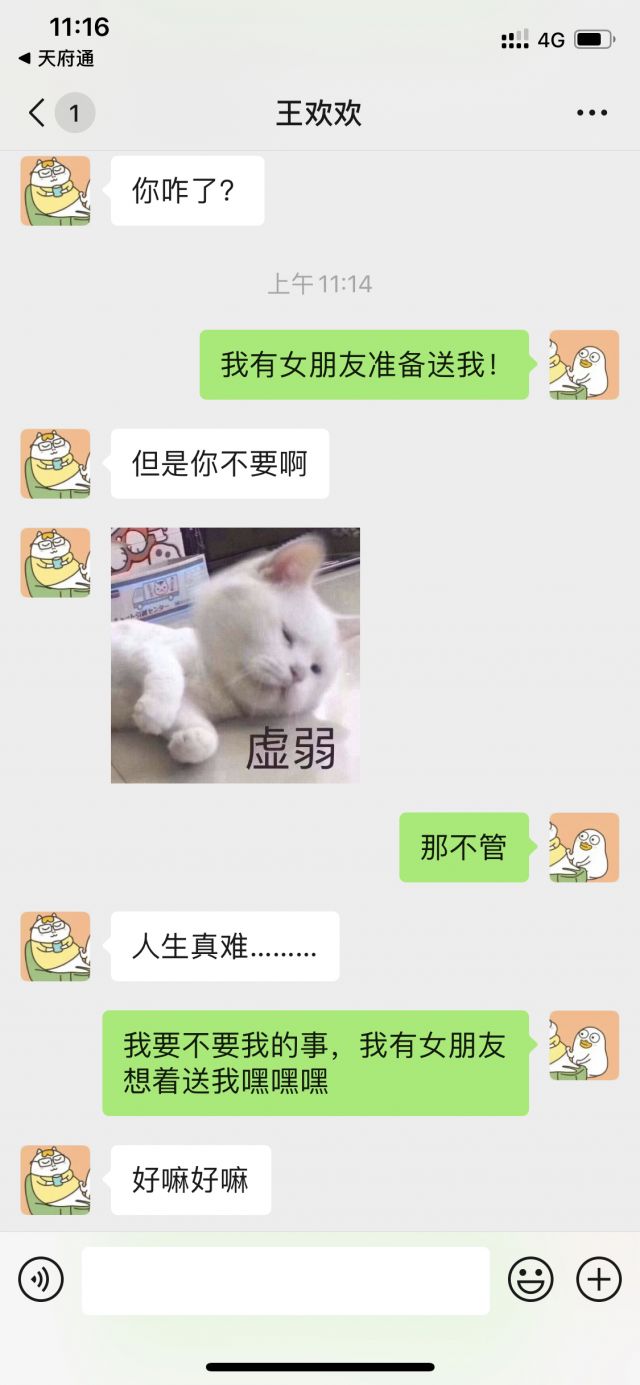 11:16
4G
天府通
1
王欢欢
你咋了?
上午 11:14
我有女朋友准备送我!
但是你不要啊
虚弱
那不管
人生真难………
我要不要我的事，我有女朋友
想着送我嘿嘿嘿
好嘛好嘛